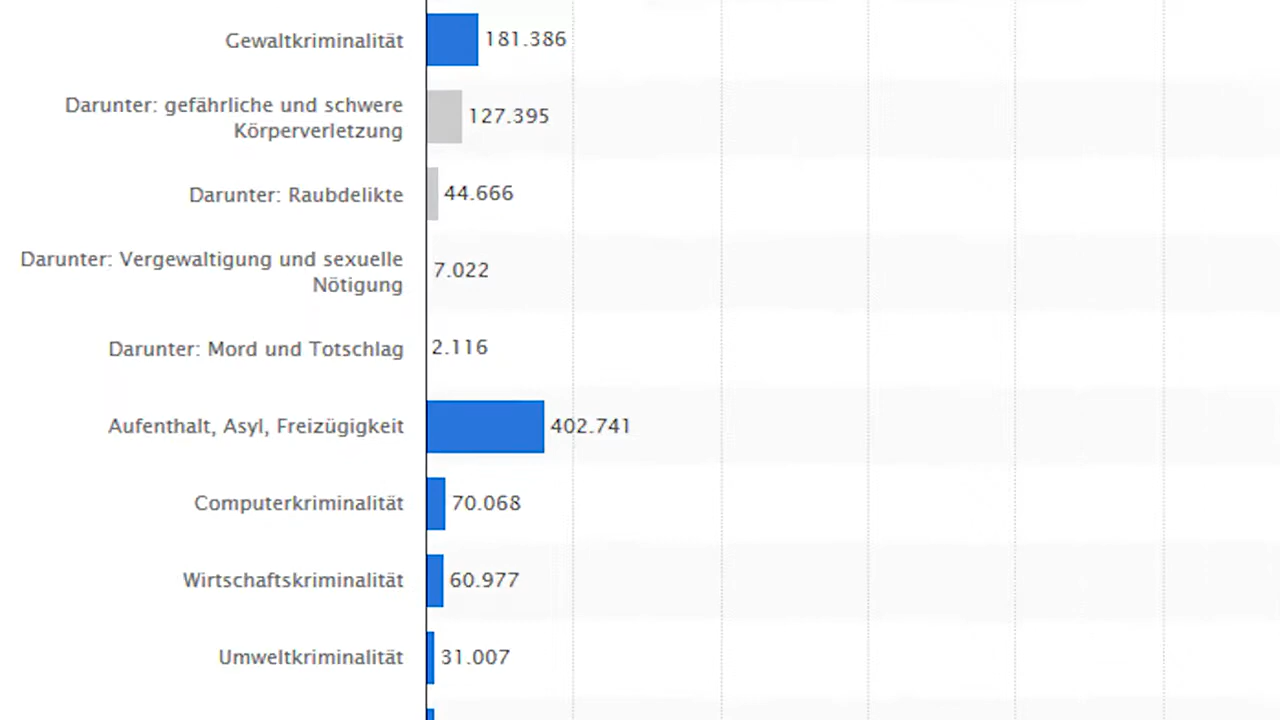 Gewaltkriminalität 181.386
Darunter: gefährliche und schwere
Körperverletzung 127.395
Darunter: Raubdelikte 44.666
Darunter: Vergewaltigung und sexuelle
Nötigung 7.022
Darunter: Mord und Totschlag 2.116
Aufenthalt, Asyl, Freizügigkeit 402.741
Computerkriminalität 70.068
Wirtschaftskriminalität 60.977
Umweltkriminalität 31.007